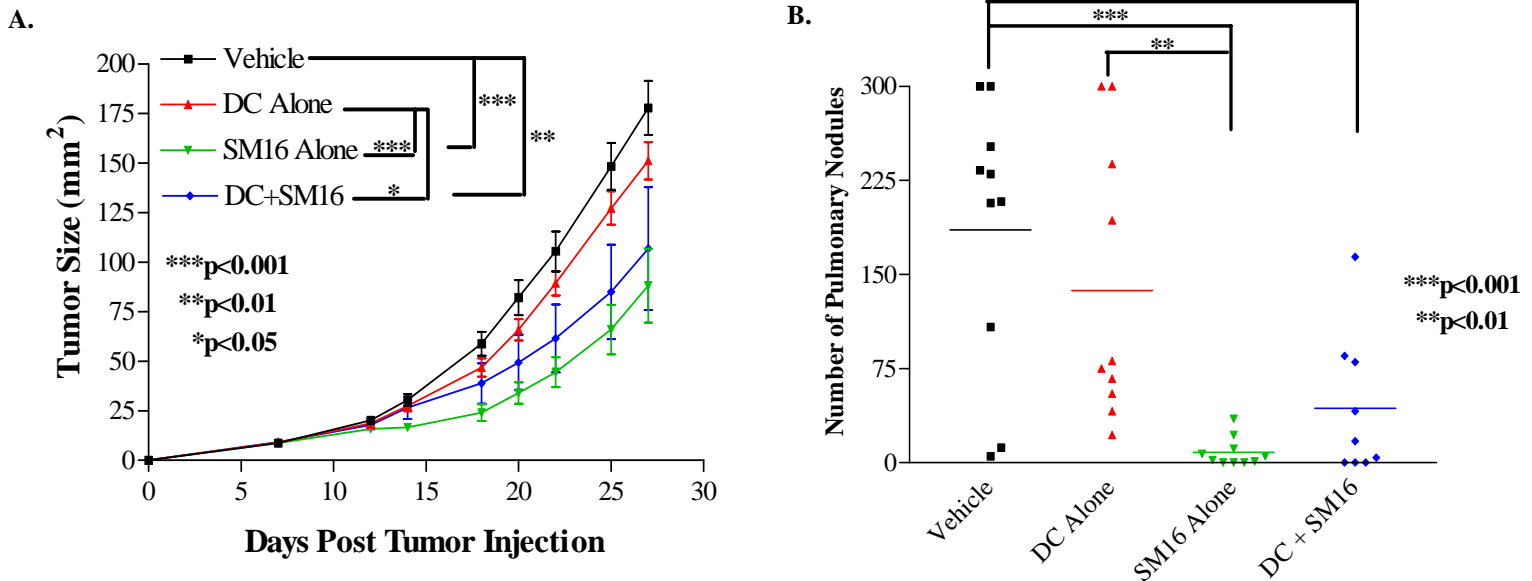 A.
Vehicle
DC Alone
SM16 Alone
DC+SM16
***
**
***
*
***p<0.001
**p<0.01
*p<0.05
Tumor Size (mm²)
200
175
150
125
100
75
50
25
0
0 5 10 15 20 25 30
Days Post Tumor Injection
B.
***
**
Number of Pulmonary Nodules
300
225
150
75
0
Vehicle
DC Alone
SM16 Alone
DC + SM16
***p<0.001
**p<0.01